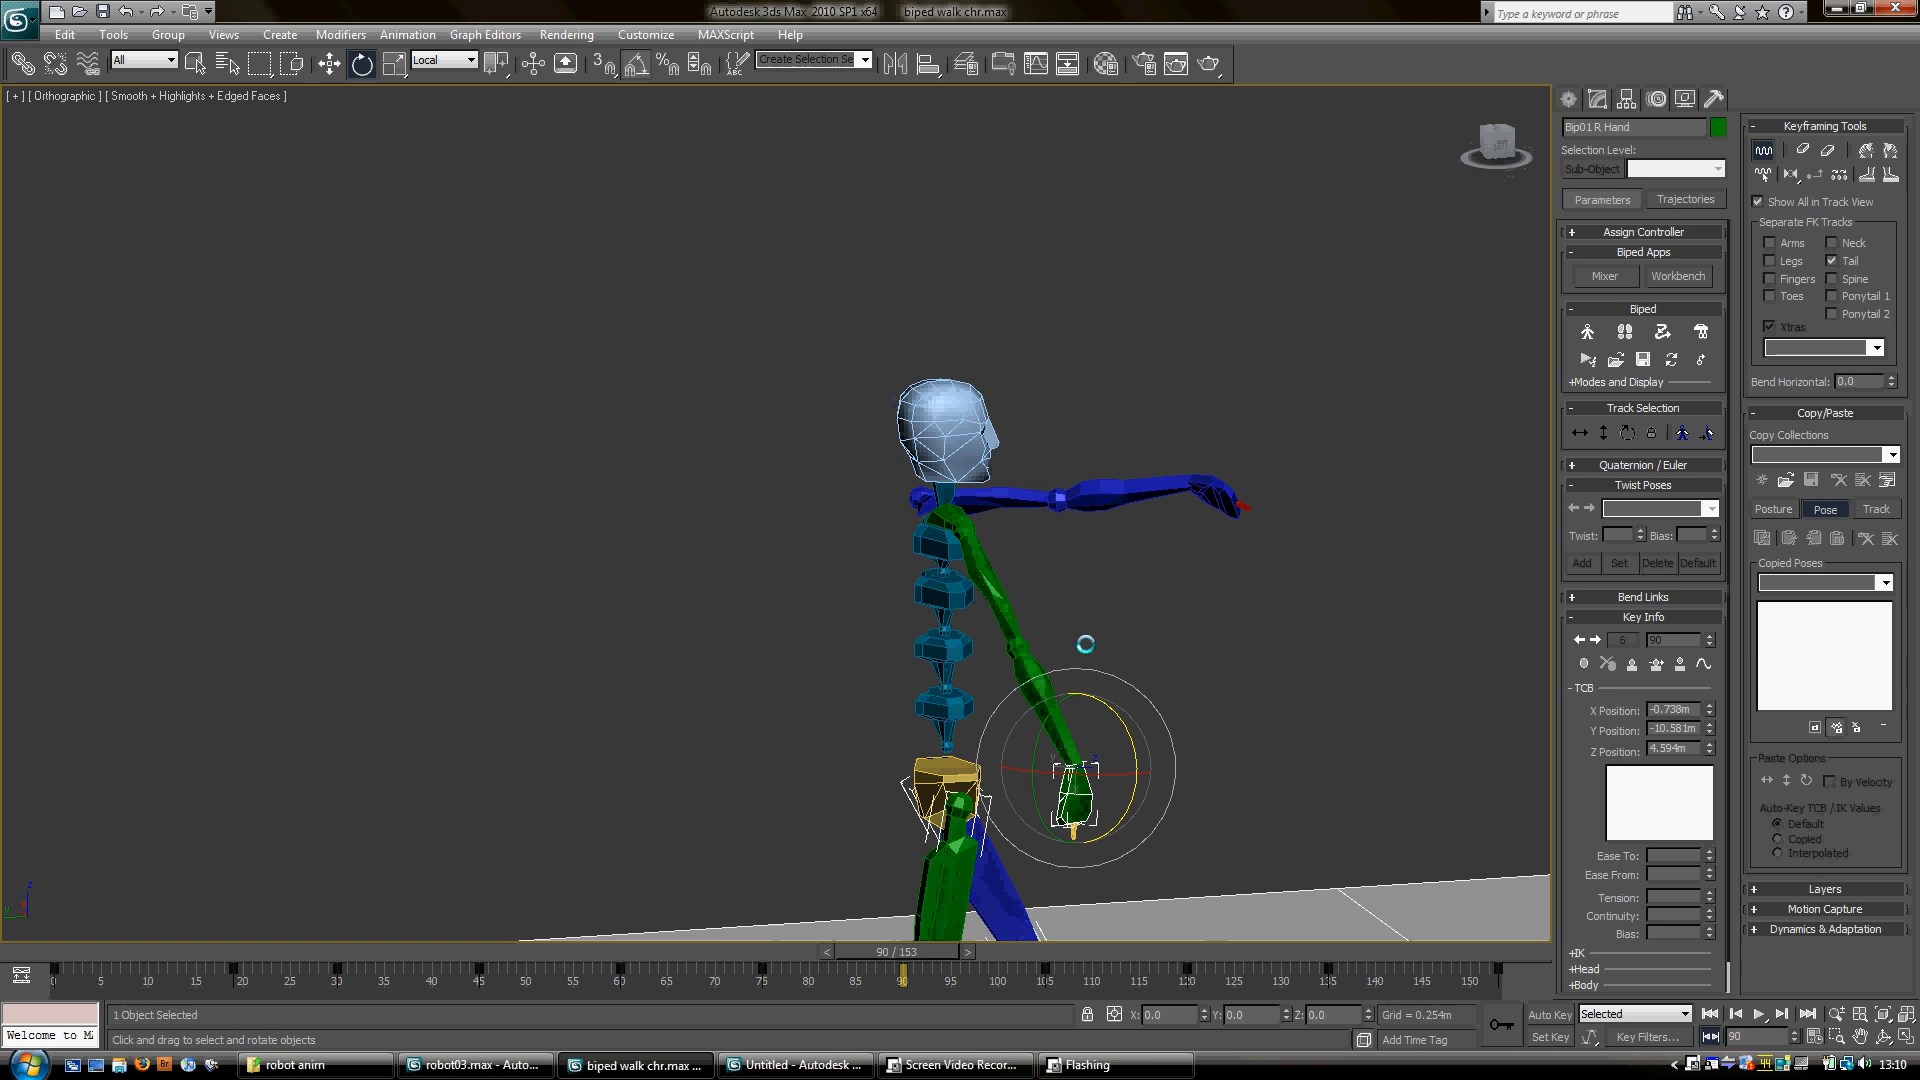 Autodesk 3ds Max 2010 SP1 x64 biped walk chr.max
Type a keyword or phrase
Edit Tools Group Views Create Modifiers Animation Graph Editors Rendering Customize MAXScript Help
All
Local
Create Selection Se
[ + ] [ Orthographic ] [ Smooth + Highlights + Edged Faces ]
Bip01 R Hand
Selection Level:
Sub-Object
Parameters Trajectories
+ Assign Controller
- Biped Apps
Mixer Workbench
- Biped
+Modes and Display
- Track Selection
+ Quaternion / Euler
- Twist Poses
Twist: Bias:
Add Set Delete Default
+ Bend Links
- Key Info
6 90
- TCB
X Position: -0.738m
Y Position: -10.581m
Z Position: 4.594m
Ease To:
Ease From:
Tension:
Continuity:
Bias:
+IK
+Head
+Body
- Keyframing Tools
Show All in Track View
Separate FK Tracks
Arms Neck
Legs Tail
Fingers Spine
Toes Ponytail 1
Ponytail 2
Xtras
Bend Horizontal: 0.0
- Copy/Paste
Copy Collections
Posture Pose Track
Copied Poses
Paste Options
By Velocity
Auto-Key TCB / IK Values
Default
Copied
Interpolated
+ Layers
+ Motion Capture
+ Dynamics & Adaptation
< 90 / 153 >
0 5 10 15 20 25 30 35 40 45 50 55 60 65 70 75 80 85 90 95 100 105 110 115 120 125 130 135 140 145 150
1 Object Selected
X: 0.0 Y: 0.0 Z: 0.0 Grid = 0.254m
Auto Key Selected
Welcome to M
Click and drag to select and rotate objects
Add Time Tag
Set Key Key Filters...
90
robot anim
robot03.max - Auto...
biped walk chr.max ...
Untitled - Autodesk ...
Screen Video Recor...
Flashing
13:10